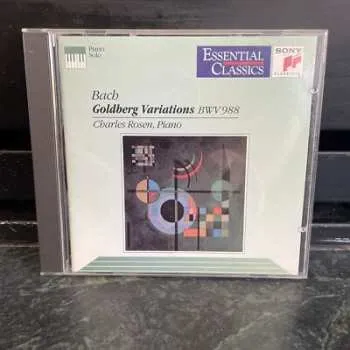 Piano
Solo
ESSENTIAL
CLASSICS
SONY
CLASSICAL
Bach
Goldberg Variations BWV 988
Charles Rosen, Piano